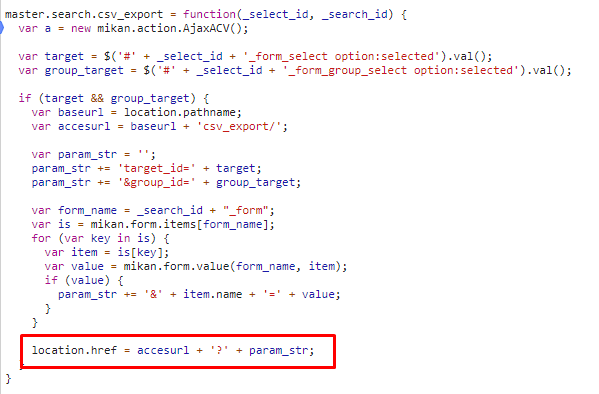 master.search.csv_export = function(_select_id, _search_id) {
var a = new mikan.action.AjaxACV();
var target = $('#' + _select_id + '_form_select option:selected').val();
var group_target = $('#' + _select_id + '_form_group_select option:selected').val();
if (target && group_target) {
var baseurl = location.pathname;
var accesurl = baseurl + 'csv_export/';
var param_str = '';
param_str += 'target_id=' + target;
param_str += '&group_id=' + group_target;
var form_name = _search_id + "_form";
var is = mikan.form.items[form_name];
for (var key in is) {
var item = is[key];
var value = mikan.form.value(form_name, item);
if (value) {
param_str += '&' + item.name + '=' + value;
}
}
location.href = accesurl + '?' + param_str;
}
}